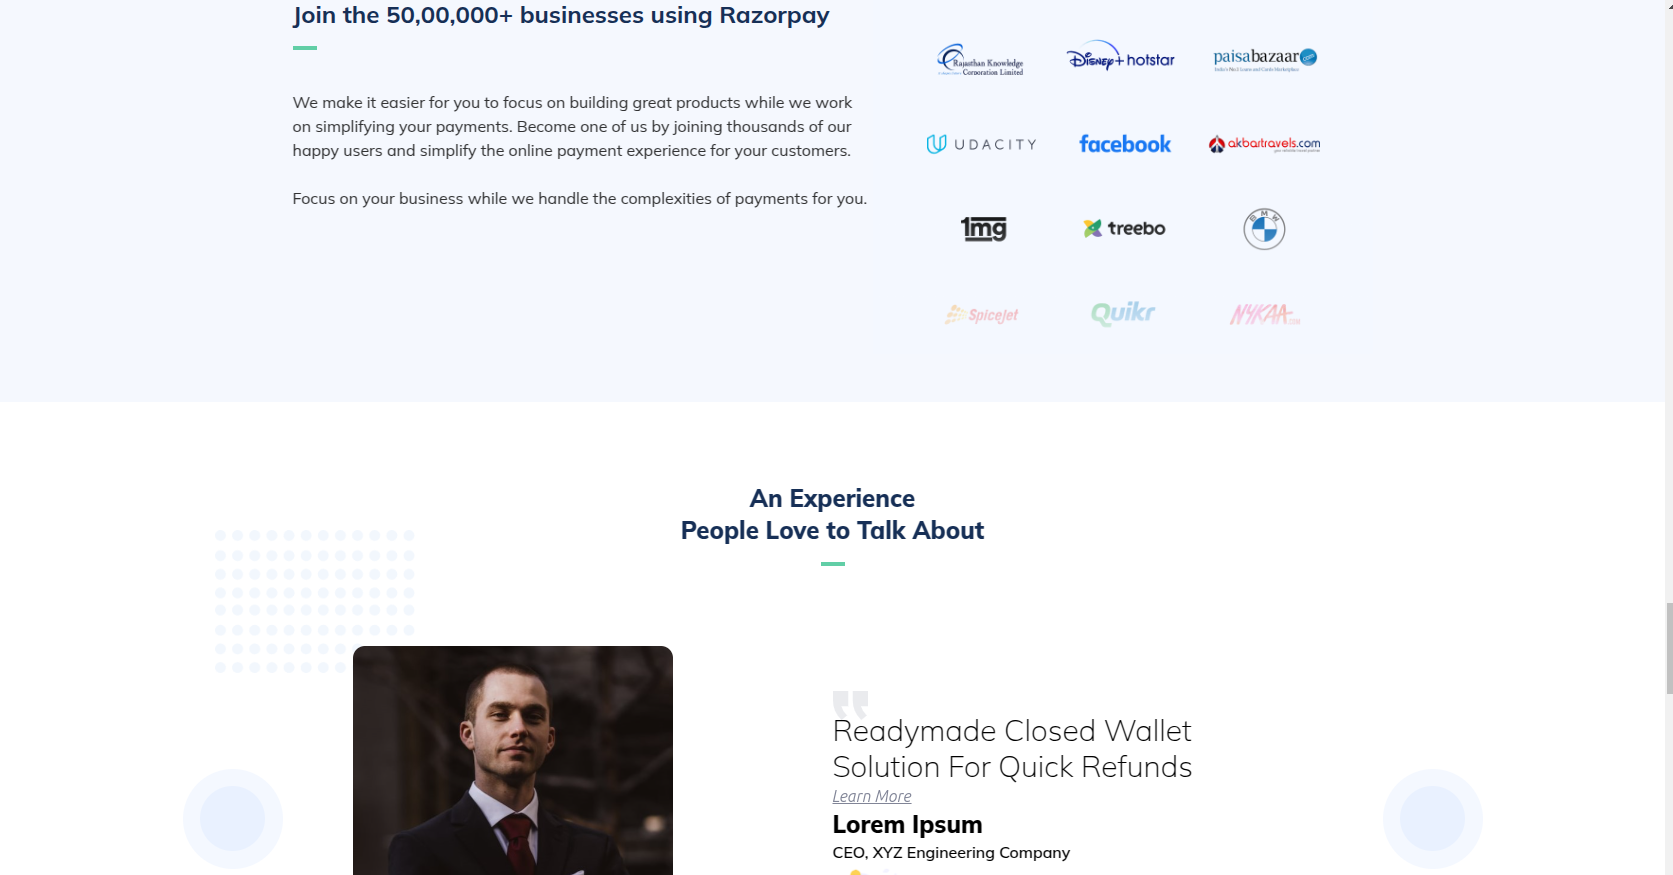 Join the 50,00,000+ businesses using Razorpay
We make it easier for you to focus on building great products while we work
on simplifying your payments. Become one of us by joining thousands of our
happy users and simplify the online payment experience for your customers.
Focus on your business while we handle the complexities of payments for you.
Rajasthan Knowledge
Corporation Limited
Disney+ hotstar
paisabazaar.com
UDACITY
facebook
akbartravels.com
1mg
treebo
BMW
SpiceJet
Quikr
NYKAA.COM
An Experience
People Love to Talk About
Readymade Closed Wallet
Solution For Quick Refunds
Learn More
Lorem Ipsum
CEO, XYZ Engineering Company